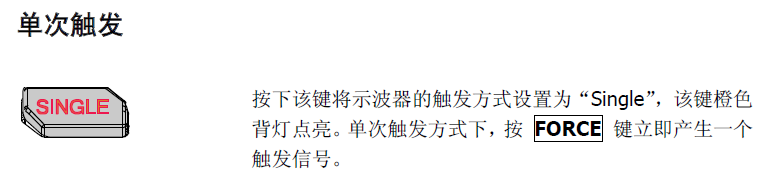 单次触发
SINGLE
按下该键将示波器的触发方式设置为“Single”，该键橙色
背灯点亮。单次触发方式下，按 FORCE 键立即产生一个
触发信号。